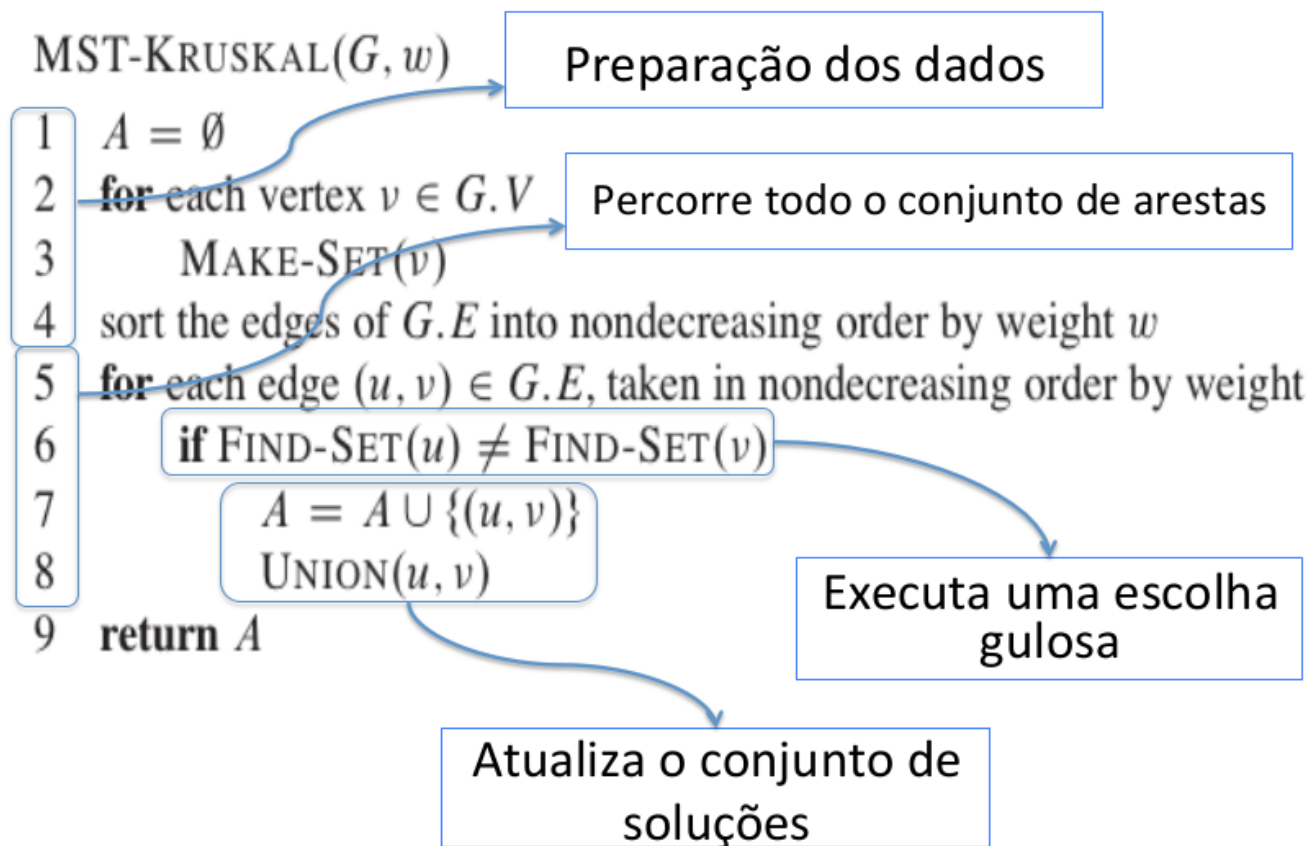 MST-KRUSKAL(G, w)
Preparação dos dados
1 A = ∅
2 for each vertex v ∈ G.V
Percorre todo o conjunto de arestas
3 MAKE-SET(v)
4 sort the edges of G.E into nondecreasing order by weight w
5 for each edge (u, v) ∈ G.E, taken in nondecreasing order by weight
6 if FIND-SET(u) ≠ FIND-SET(v)
7 A = A ∪ {(u, v)}
8 UNION(u, v)
9 return A
Executa uma escolha
gulosa
Atualiza o conjunto de
soluções